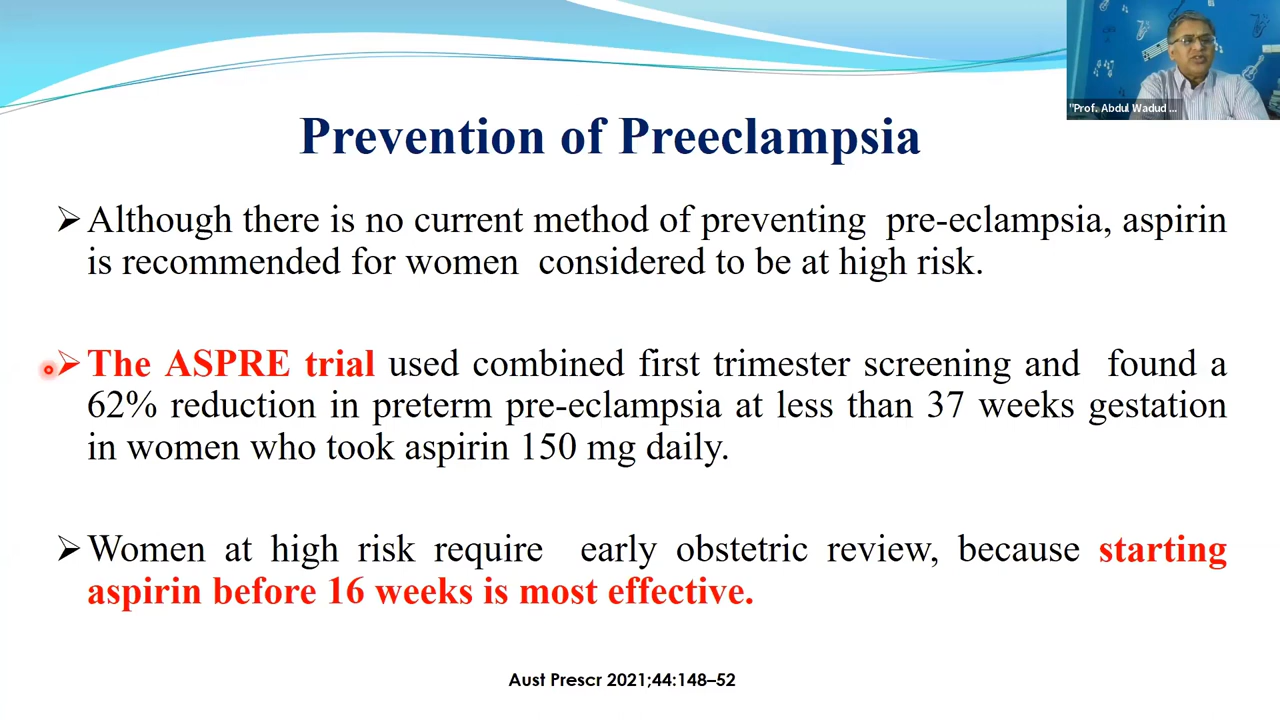 "Prof. Abdul Wadud ...
Prevention of Preeclampsia
➢Although there is no current method of preventing pre-eclampsia, aspirin
is recommended for women considered to be at high risk.
➢The ASPRE trial used combined first trimester screening and found a
62% reduction in preterm pre-eclampsia at less than 37 weeks gestation
in women who took aspirin 150 mg daily.
➢Women at high risk require early obstetric review, because starting
aspirin before 16 weeks is most effective.
Aust Prescr 2021;44:148–52